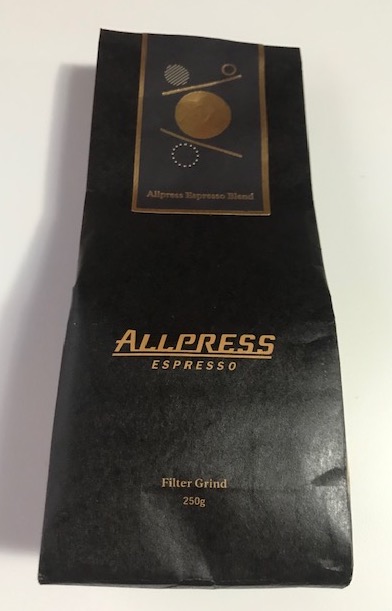 Allpress Espresso Blend
ALLPRESS
ESPRESSO
Filter Grind
250g